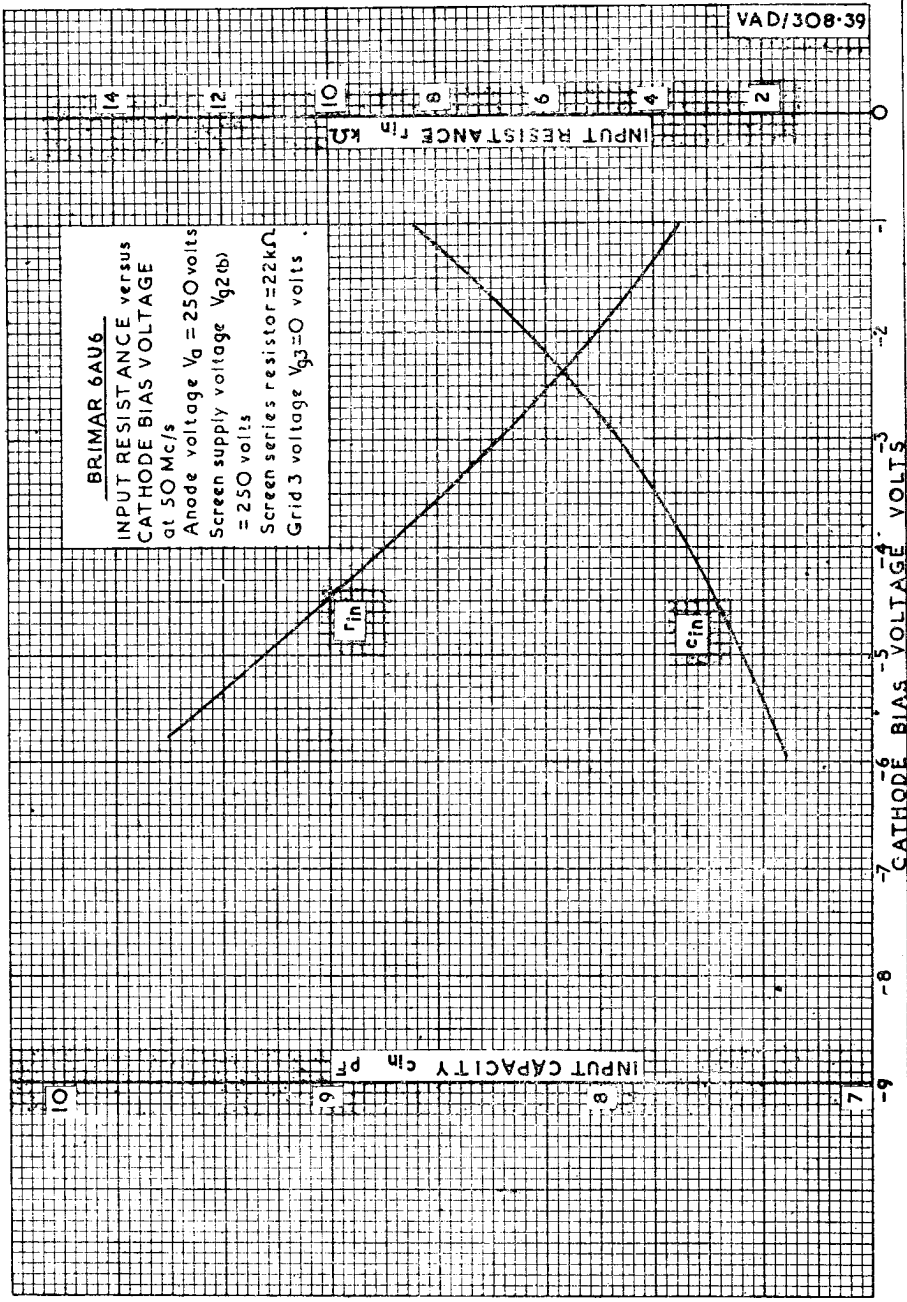 VAD/308·39
BRIMAR 6AU6
INPUT RESISTANCE versus
CATHODE BIAS VOLTAGE
at 50 Mc/s
Anode voltage Va = 250 volts
Screen supply voltage Vg2(b)
= 250 volts
Screen series resistor = 22kΩ
Grid 3 voltage Vg3 = 0 volts.
14
12
10
8
6
4
2
INPUT RESISTANCE rin kΩ
rin
cin
10
9
8
7
INPUT CAPACITY cin pF
-9
-8
-7
-6
-5
-4
-3
-2
-1
0
CATHODE BIAS VOLTAGE VOLTS